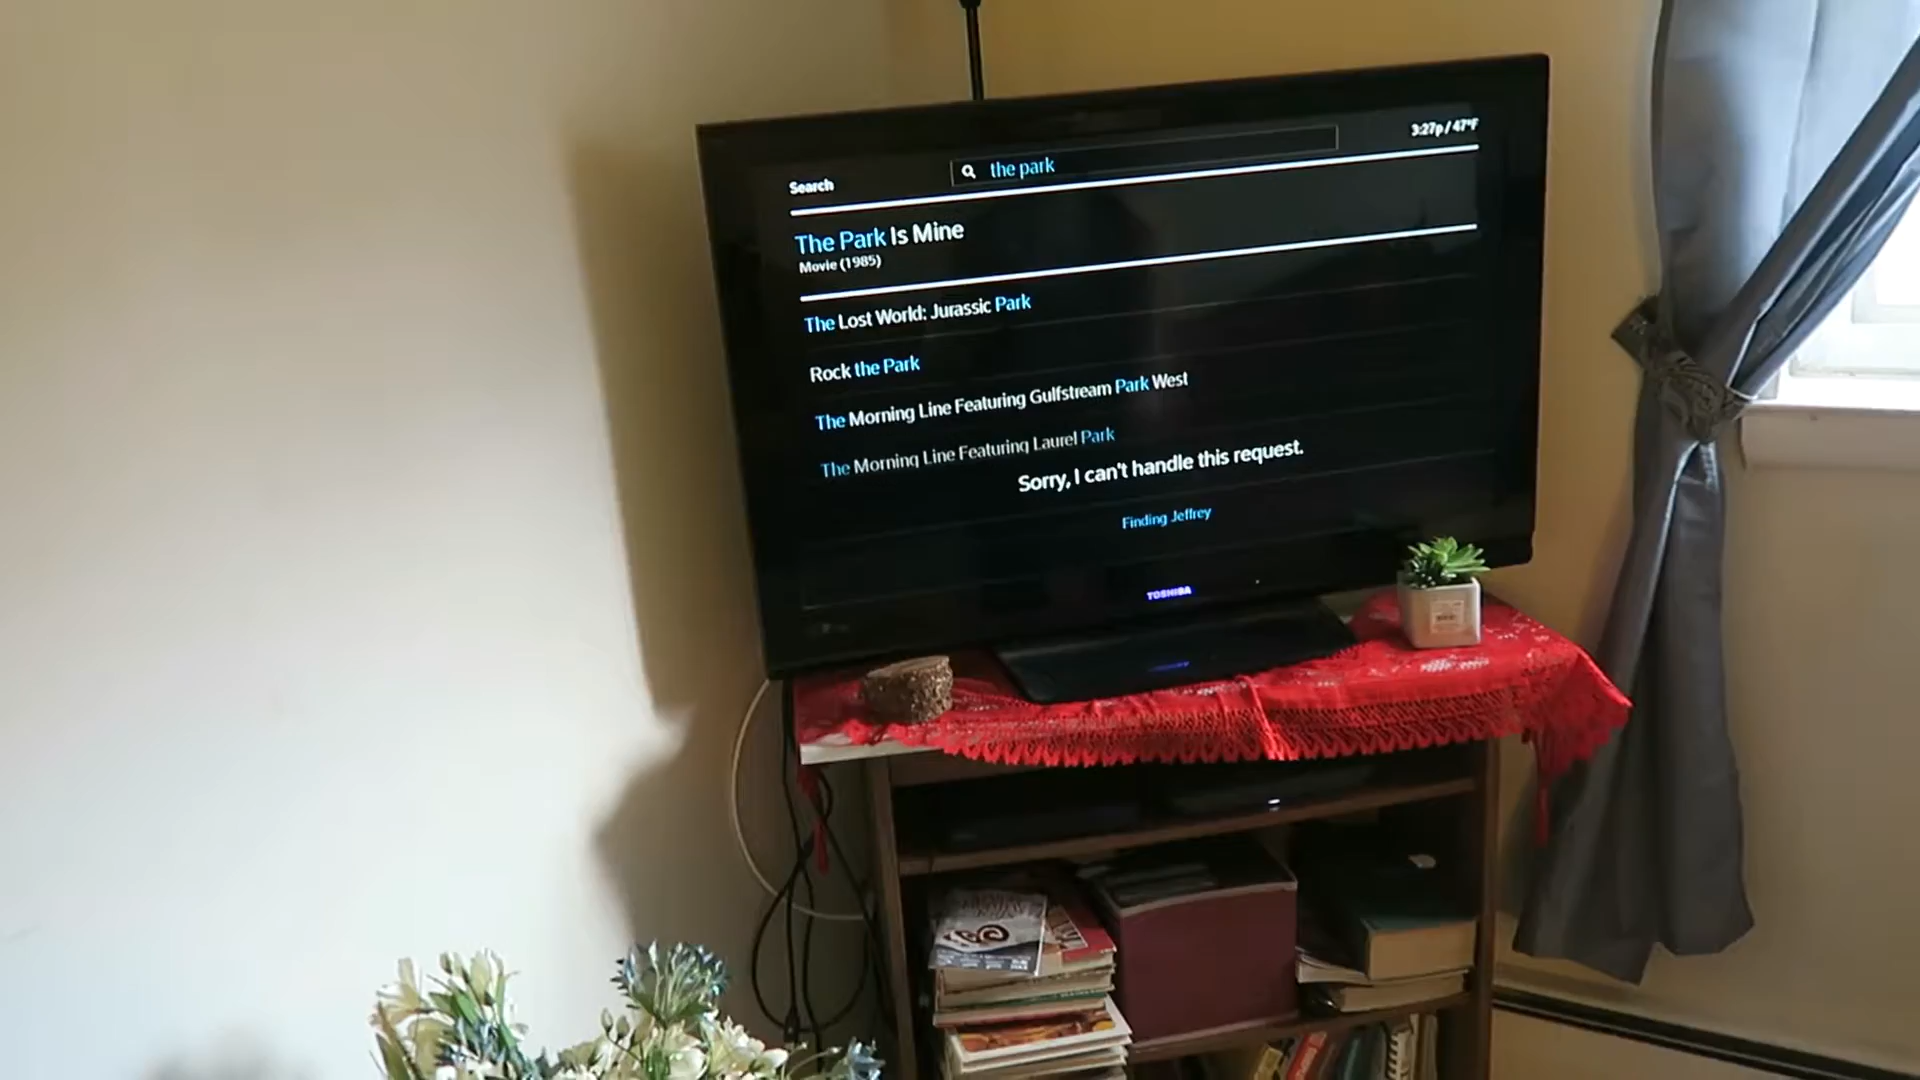 3:27p / 47°F
Search
the park
The Park Is Mine
Movie (1985)
The Lost World: Jurassic Park
Rock the Park
The Morning Line Featuring Gulfstream Park West
The Morning Line Featuring Laurel Park
Sorry, I can't handle this request.
Finding Jeffrey
TOSHIBA